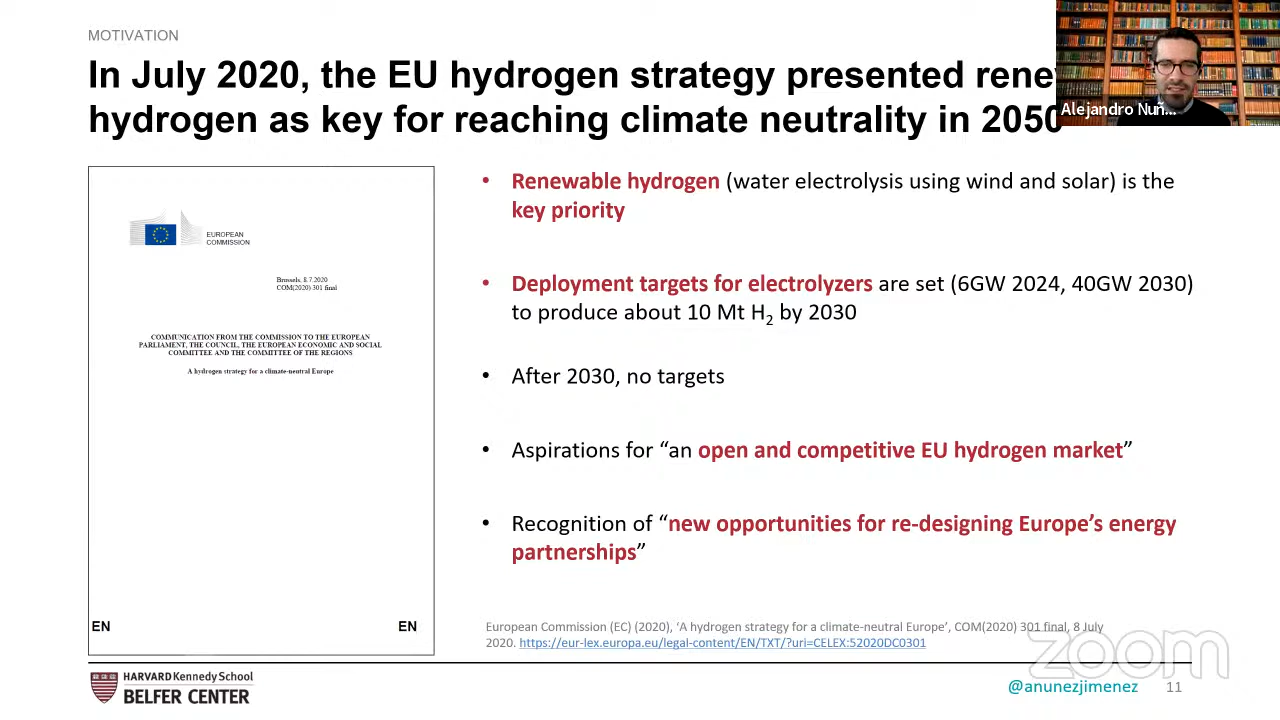 MOTIVATION
In July 2020, the EU hydrogen strategy presented rene
hydrogen as key for reaching climate neutrality in 2050
Alejandro Nuñ...
EUROPEAN
COMMISSION
Brussels, 8.7.2020
COM(2020) 301 final
COMMUNICATION FROM THE COMMISSION TO THE EUROPEAN
PARLIAMENT, THE COUNCIL, THE EUROPEAN ECONOMIC AND SOCIAL
COMMITTEE AND THE COMMITTEE OF THE REGIONS
A hydrogen strategy for a climate-neutral Europe
EN EN
• Renewable hydrogen (water electrolysis using wind and solar) is the
key priority
• Deployment targets for electrolyzers are set (6GW 2024, 40GW 2030)
to produce about 10 Mt H2 by 2030
• After 2030, no targets
• Aspirations for “an open and competitive EU hydrogen market”
• Recognition of “new opportunities for re-designing Europe’s energy
partnerships”
European Commission (EC) (2020), ‘A hydrogen strategy for a climate-neutral Europe’, COM(2020) 301 final, 8 July
2020. https://eur-lex.europa.eu/legal-content/EN/TXT/?uri=CELEX:52020DC0301
zoom
HARVARD Kennedy School
BELFER CENTER
@anunezjimenez 11